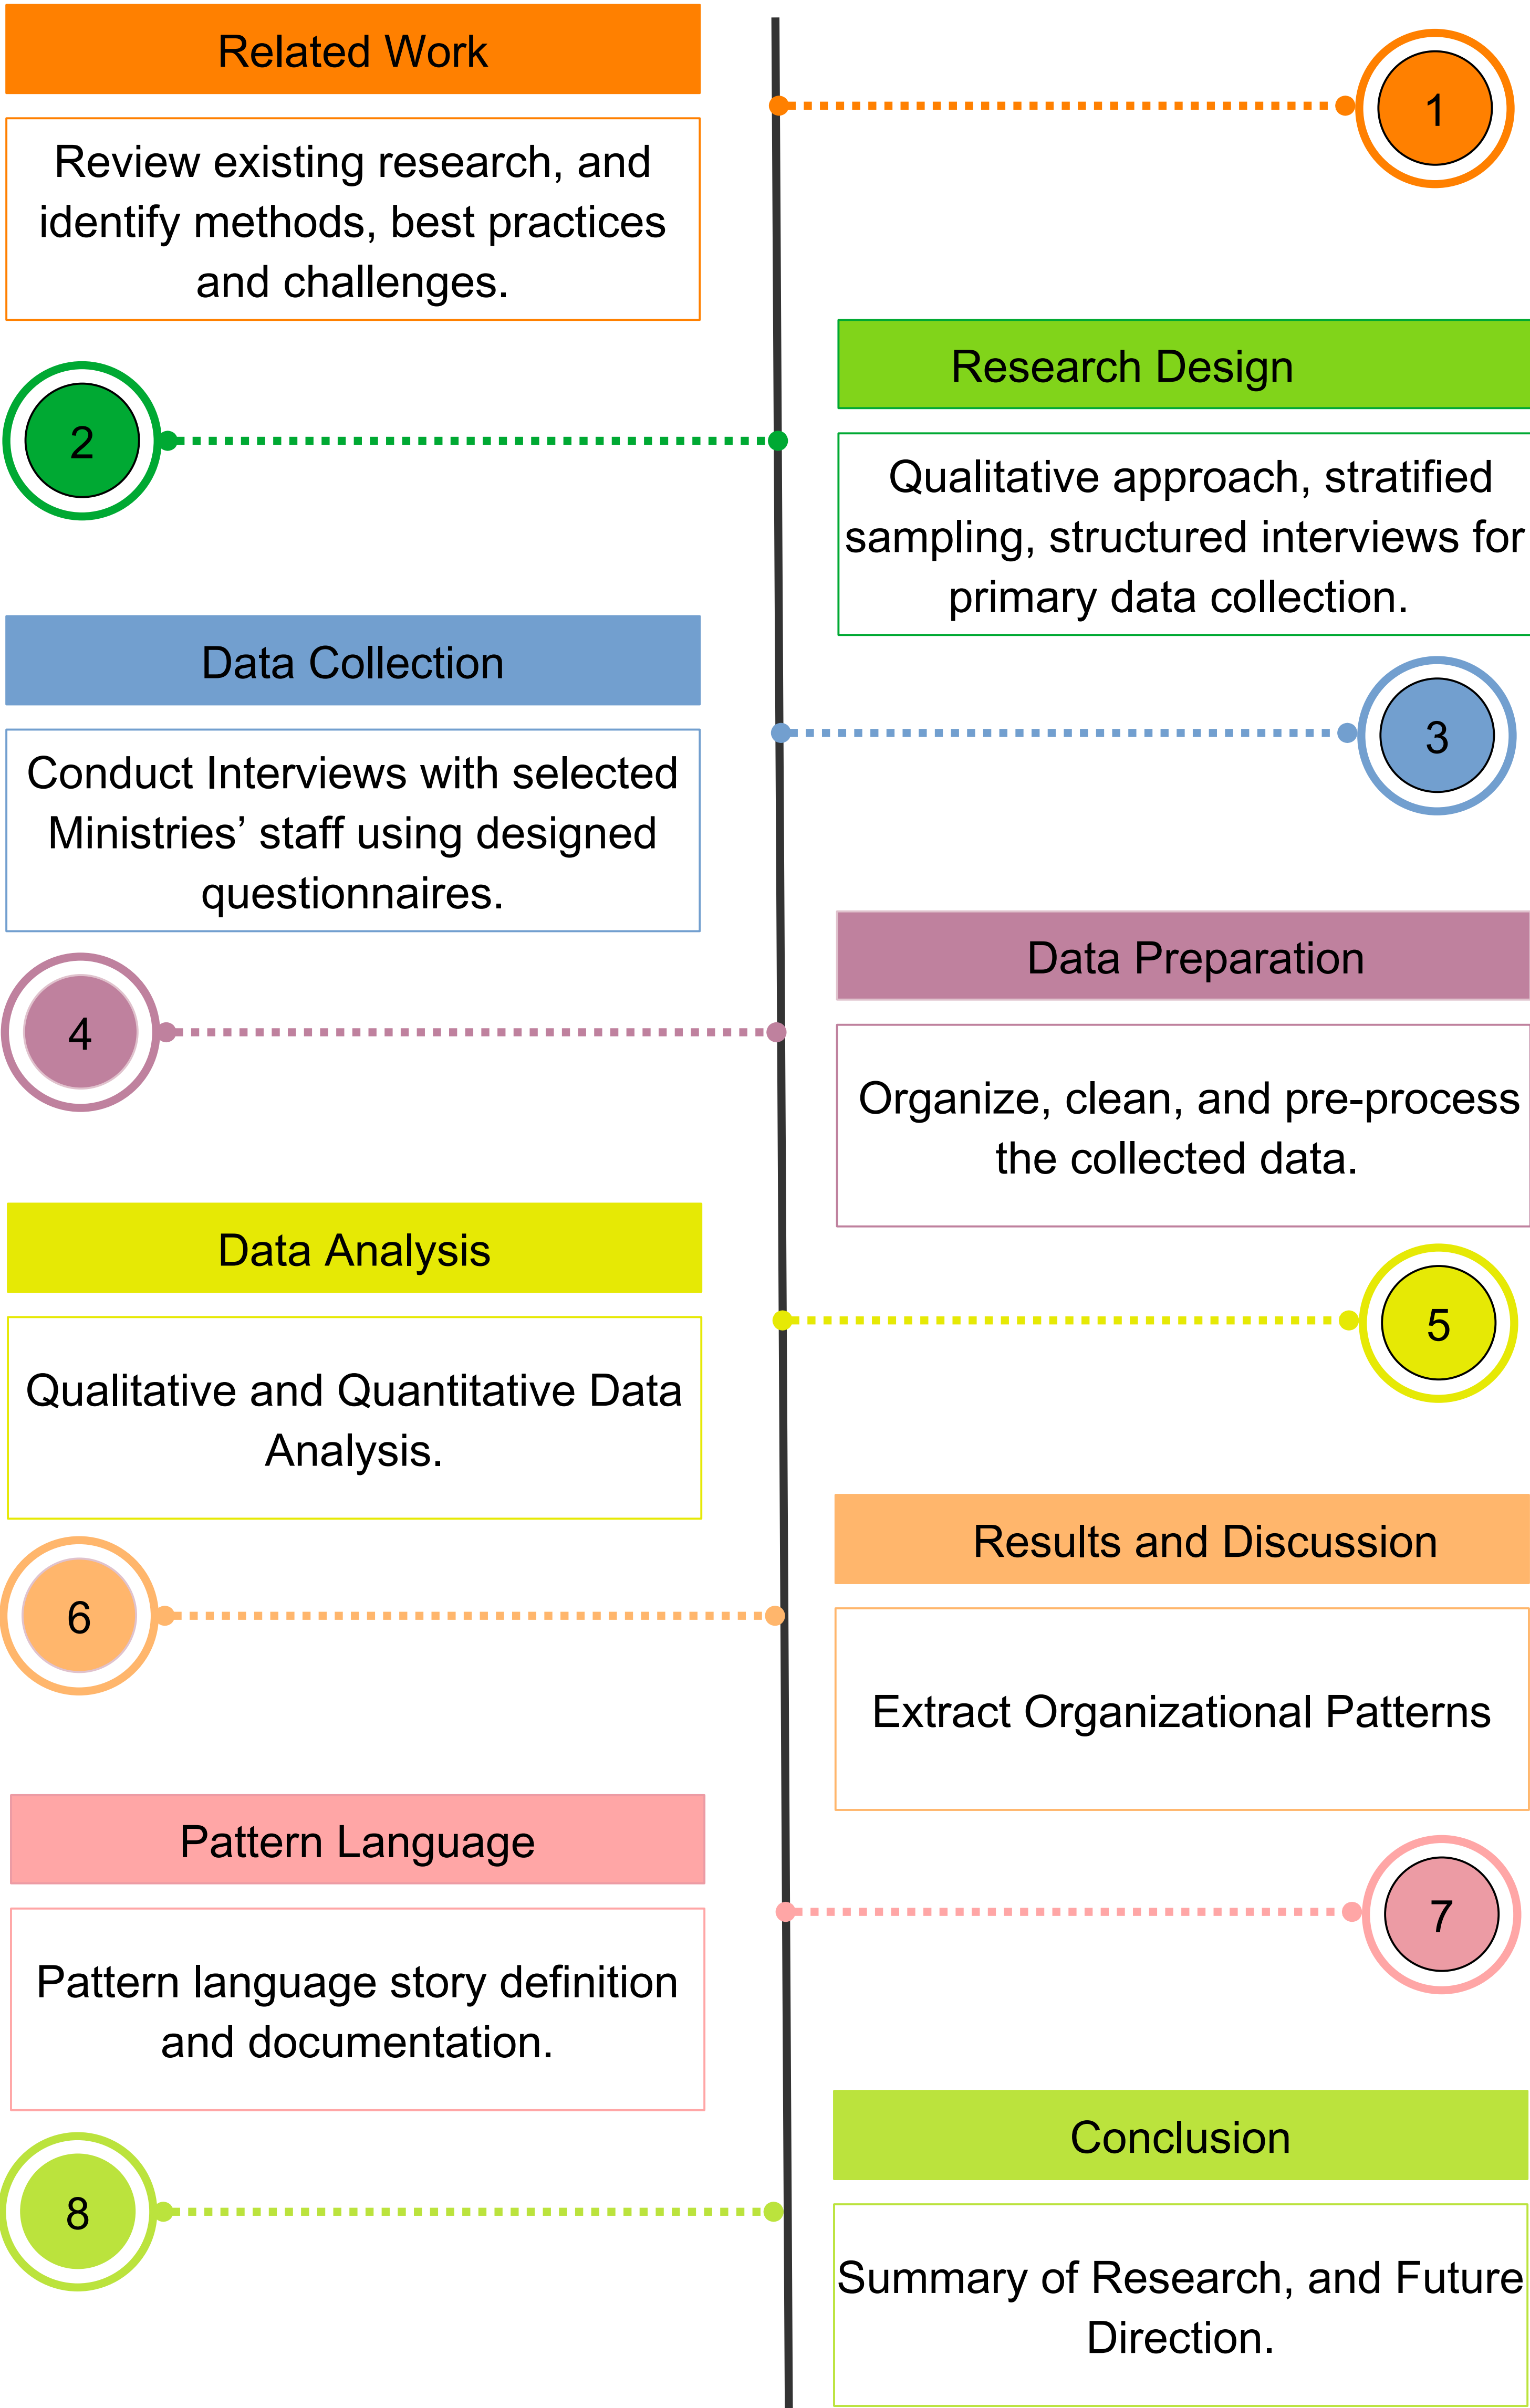 Related Work
1
Review existing research, and
identify methods, best practices
and challenges.
Research Design
2
Qualitative approach, stratified
sampling, structured interviews for
primary data collection.
Data Collection
3
Conduct Interviews with selected
Ministries’ staff using designed
questionnaires.
Data Preparation
4
Organize, clean, and pre-process
the collected data.
Data Analysis
5
Qualitative and Quantitative Data
Analysis.
Results and Discussion
6
Extract Organizational Patterns
Pattern Language
7
Pattern language story definition
and documentation.
Conclusion
8
Summary of Research, and Future
Direction.